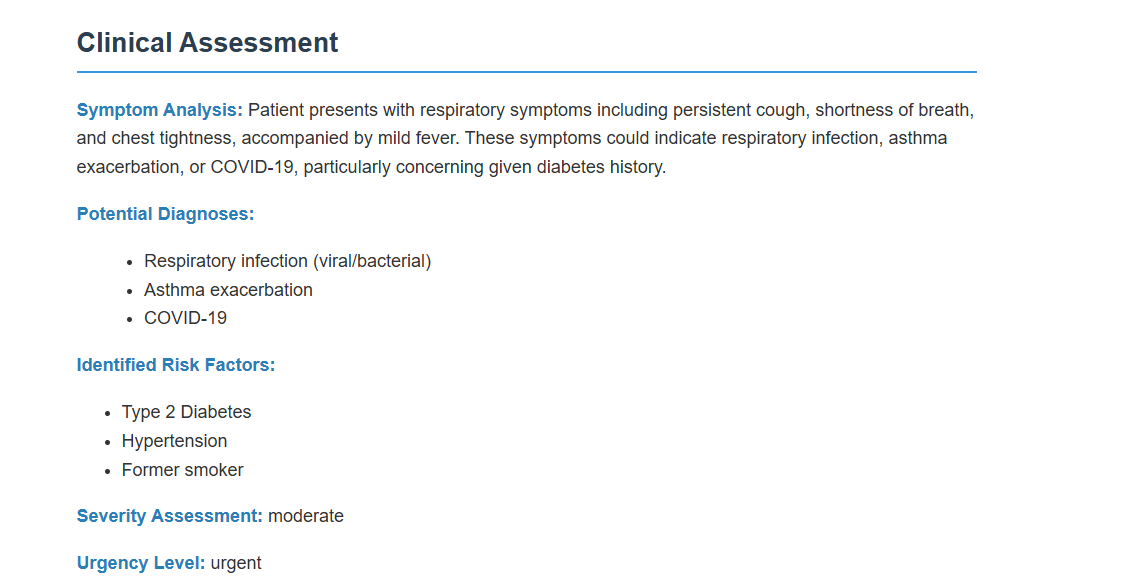 Clinical Assessment
Symptom Analysis: Patient presents with respiratory symptoms including persistent cough, shortness of breath,
and chest tightness, accompanied by mild fever. These symptoms could indicate respiratory infection, asthma
exacerbation, or COVID-19, particularly concerning given diabetes history.
Potential Diagnoses:
• Respiratory infection (viral/bacterial)
• Asthma exacerbation
• COVID-19
Identified Risk Factors:
• Type 2 Diabetes
• Hypertension
• Former smoker
Severity Assessment: moderate
Urgency Level: urgent